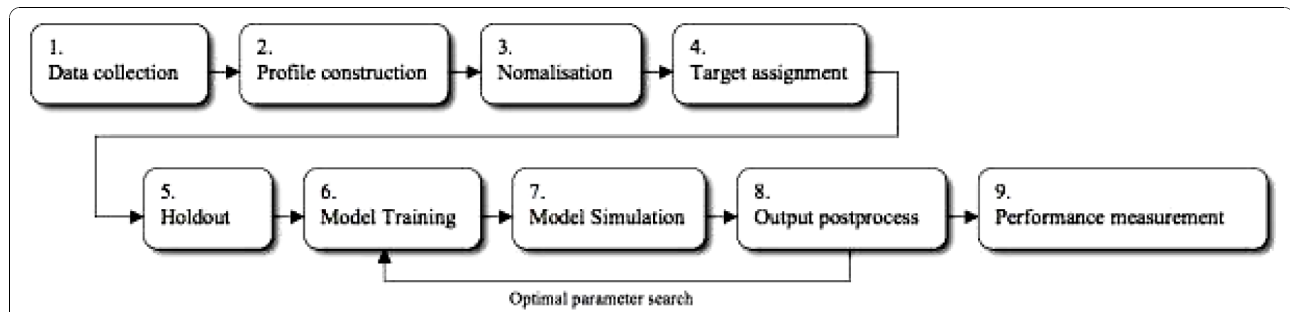 1.
Data collection
2.
Profile construction
3.
Nomalisation
4.
Target assignment
5.
Holdout
6.
Model Training
7.
Model Simulation
8.
Output postprocess
9.
Performance measurement
Optimal parameter search